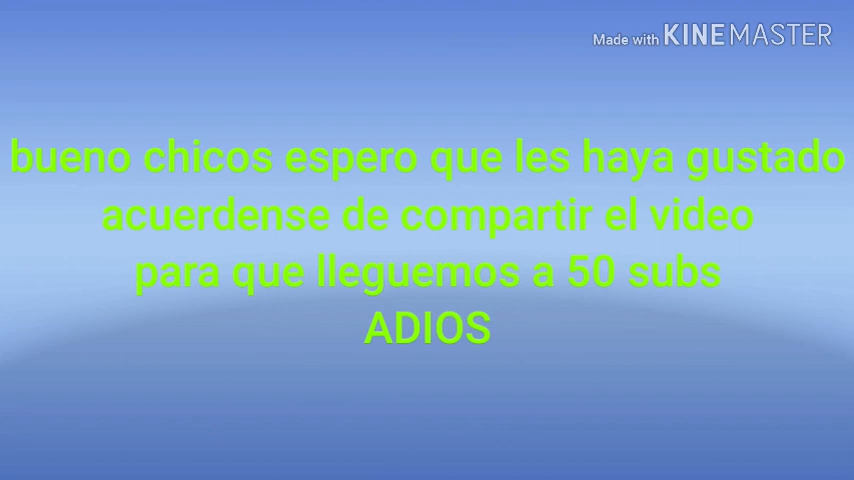 Made with KINEMASTER
bueno chicos espero que les haya gustado
acuerdense de compartir el video
para que lleguemos a 50 subs
ADIOS